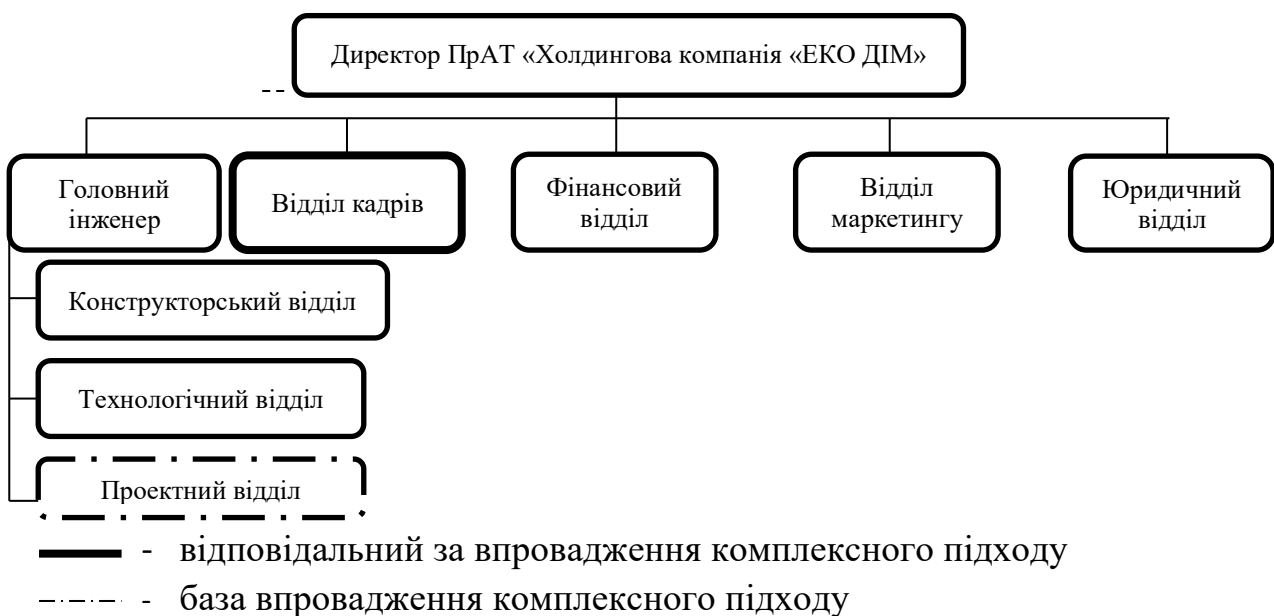 Директор ПрАТ «Холдингова компанія «ЕКО ДІМ»
Головний
інженер
Відділ кадрів
Фінансовий
відділ
Відділ
маркетингу
Юридичний
відділ
Конструкторський відділ
Технологічний відділ
Проектний відділ
- відповідальний за впровадження комплексного підходу
- база впровадження комплексного підходу